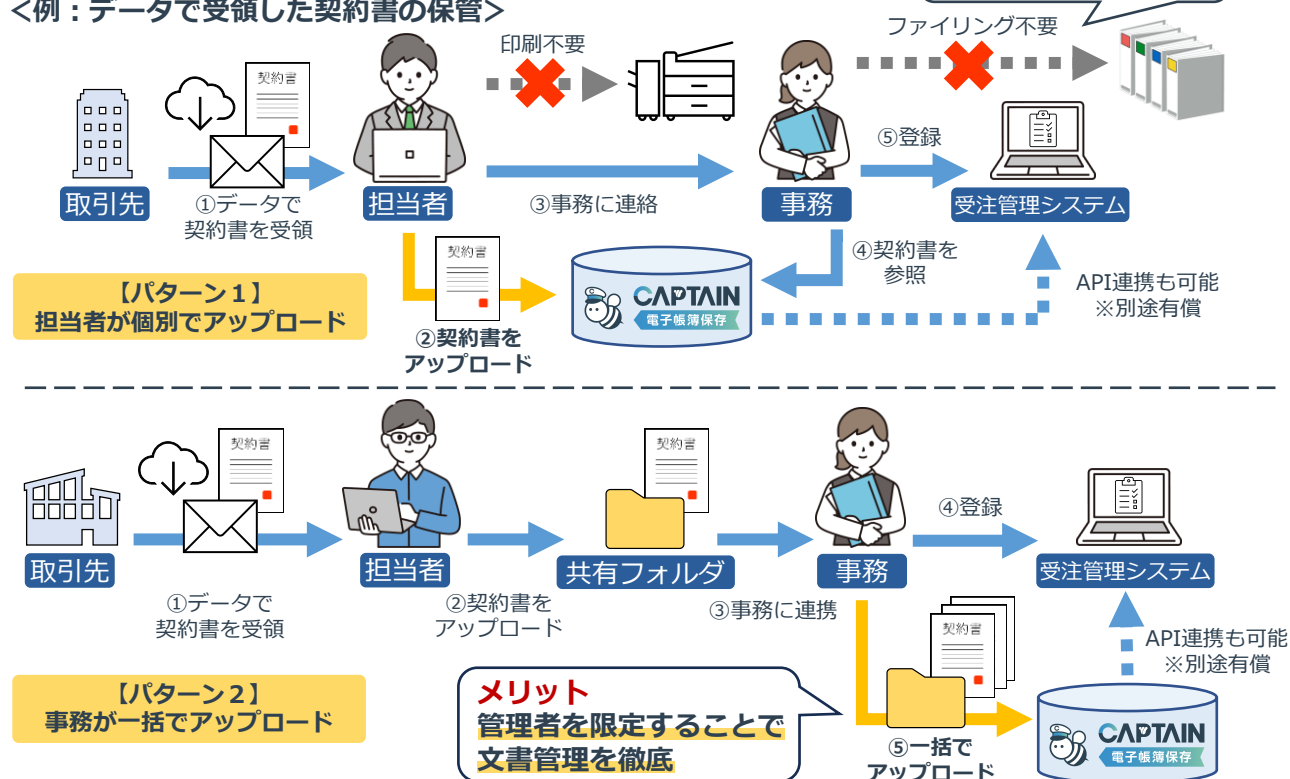 ＜例：データで受領した契約書の保管＞
印刷不要
ファイリング不要
契約書
取引先
①データで
契約書を受領
担当者
③事務に連絡
事務
⑤登録
受注管理システム
契約書
②契約書を
アップロード
④契約書を
参照
CAPTAIN
電子帳簿保存
API連携も可能
※別途有償
【パターン１】
担当者が個別でアップロード
契約書
取引先
①データで
契約書を受領
担当者
②契約書を
アップロード
契約書
共有フォルダ
③事務に連携
事務
④登録
受注管理システム
契約書
⑤一括で
アップロード
API連携も可能
※別途有償
CAPTAIN
電子帳簿保存
【パターン２】
事務が一括でアップロード
メリット
管理者を限定することで
文書管理を徹底